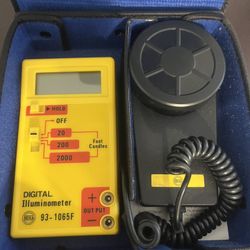 HOLD
OFF
20
200
2000
Foot
Candles
DIGITAL
Illuminometer
93-1065F
+
OUT PUT
-